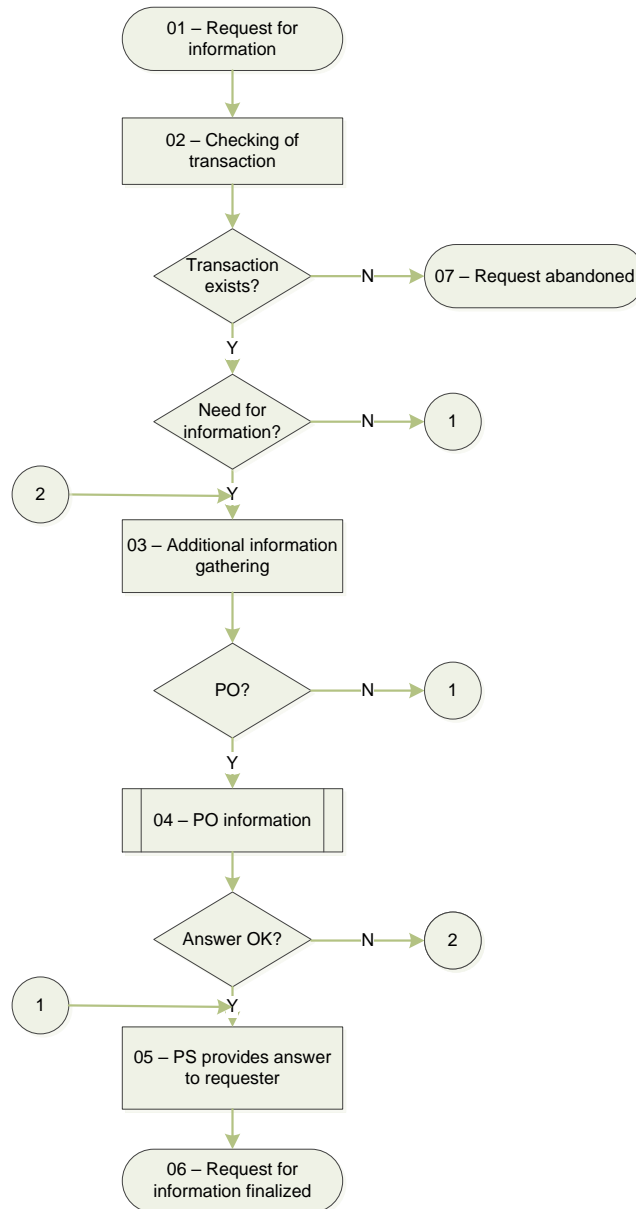 01 – Request for
information
02 – Checking of
transaction
Transaction
exists?
N
07 – Request abandoned
Y
Need for
information?
N
1
2
Y
03 – Additional information
gathering
PO?
N
1
Y
04 – PO information
Answer OK?
N
2
1
Y
05 – PS provides answer
to requester
06 – Request for
information finalized